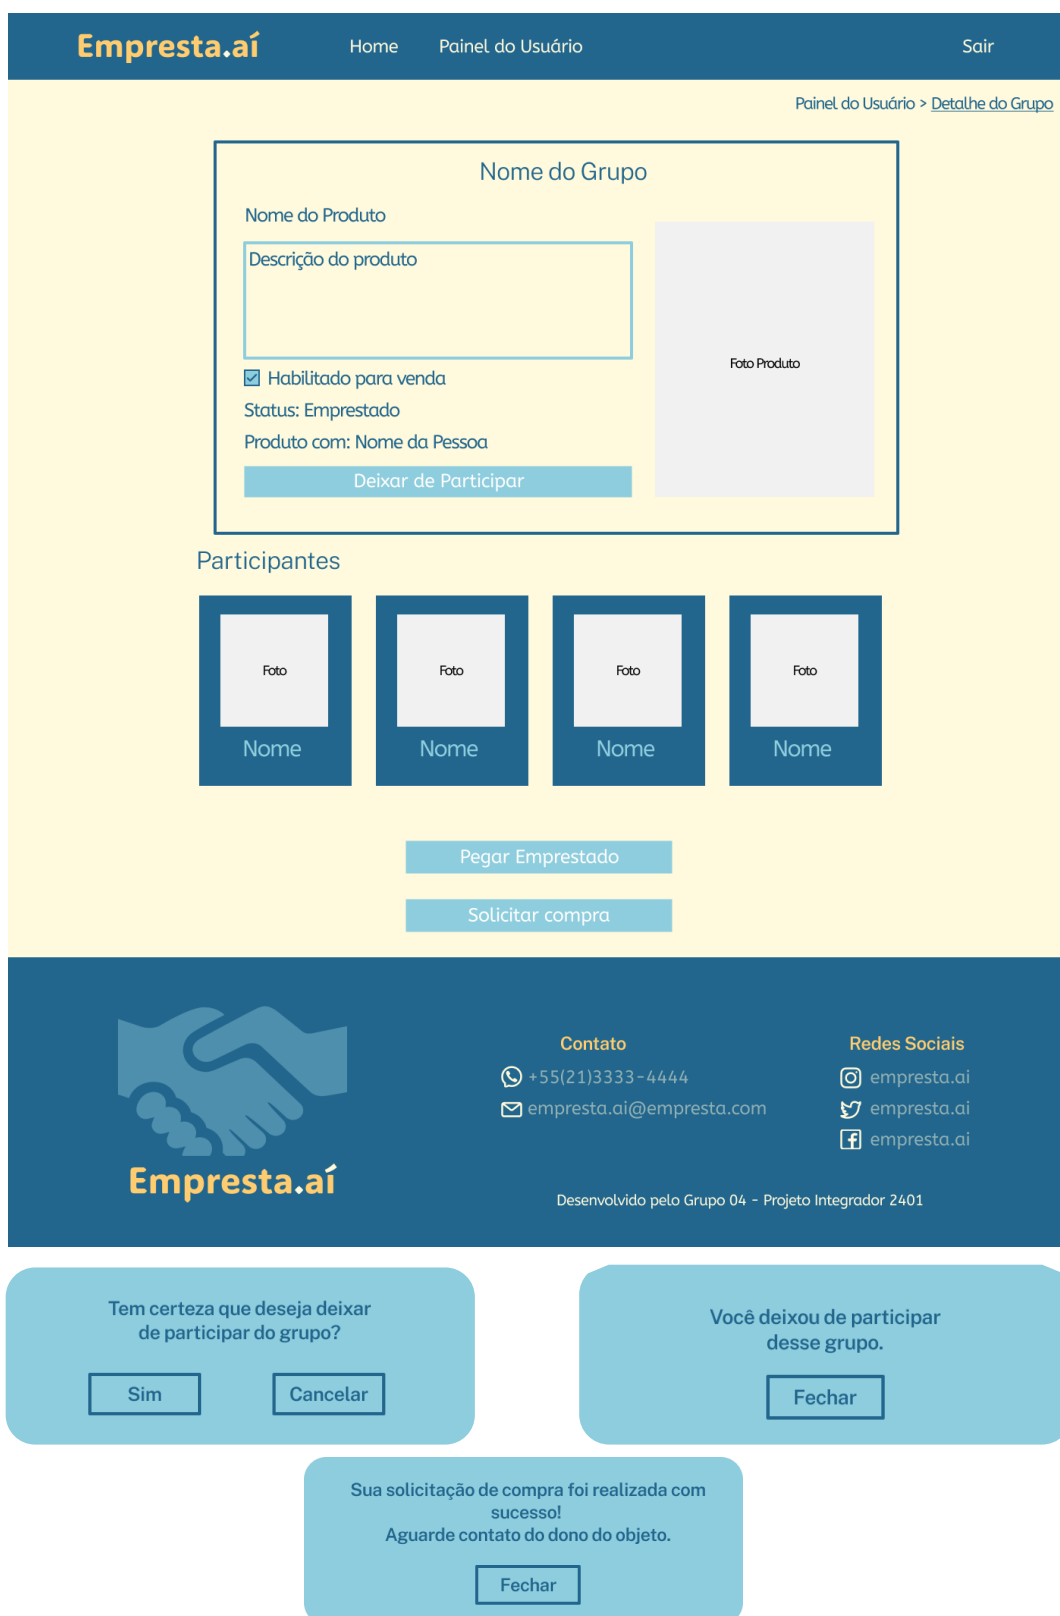 Empresta.aí
Home
Painel do Usuário
Sair
Painel do Usuário > Detalhe do Grupo
Nome do Grupo
Nome do Produto
Descrição do produto
Foto Produto
Habilitado para venda
Status: Emprestado
Produto com: Nome da Pessoa
Deixar de Participar
Participantes
Foto
Foto
Foto
Foto
Nome
Nome
Nome
Nome
Pegar Emprestado
Solicitar compra
Empresta.aí
Contato
+55(21)3333-4444
empresta.ai@empresta.com
Redes Sociais
empresta.ai
empresta.ai
empresta.ai
Desenvolvido pelo Grupo 04 - Projeto Integrador 2401
Tem certeza que deseja deixar
de participar do grupo?
Sim
Cancelar
Você deixou de participar
desse grupo.
Fechar
Sua solicitação de compra foi realizada com
sucesso!
Aguarde contato do dono do objeto.
Fechar